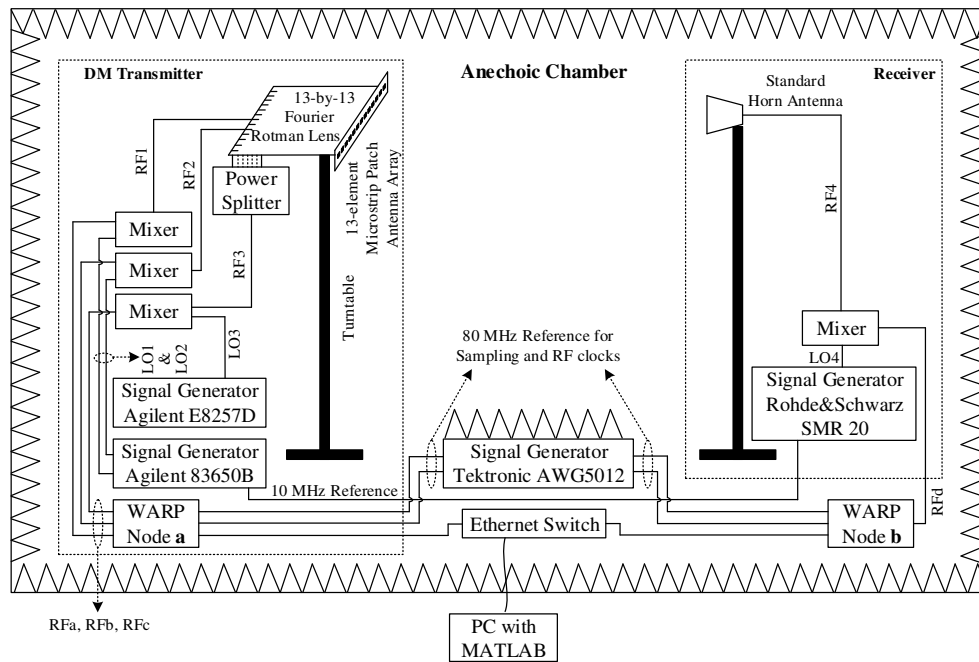 DM Transmitter
Anechoic Chamber
Receiver
13-by-13
Fourier
Rotman Lens
Standard
Horn Antenna
RF1
RF2
Power
Splitter
13-element
Microstrip Patch
Antenna Array
RF4
Mixer
Mixer
Mixer
RF3
Turntable
LO1
&
LO2
LO3
80 MHz Reference for
Sampling and RF clocks
Mixer
LO4
Signal Generator
Agilent E8257D
Signal Generator
Rohde&Schwarz
SMR 20
Signal Generator
Agilent 83650B
Signal Generator
Tektronic AWG5012
10 MHz Reference
RFd
WARP
Node a
Ethernet Switch
WARP
Node b
RFa, RFb, RFc
PC with
MATLAB